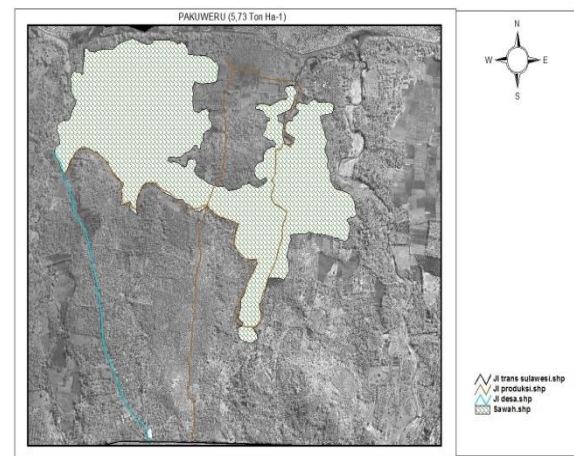 PAKUWERU (5,73 Ton Ha-1)
N
W E
S
Jl trans sulawesi.shp
Jl produksi.shp
Jl desa.shp
Sawah.shp